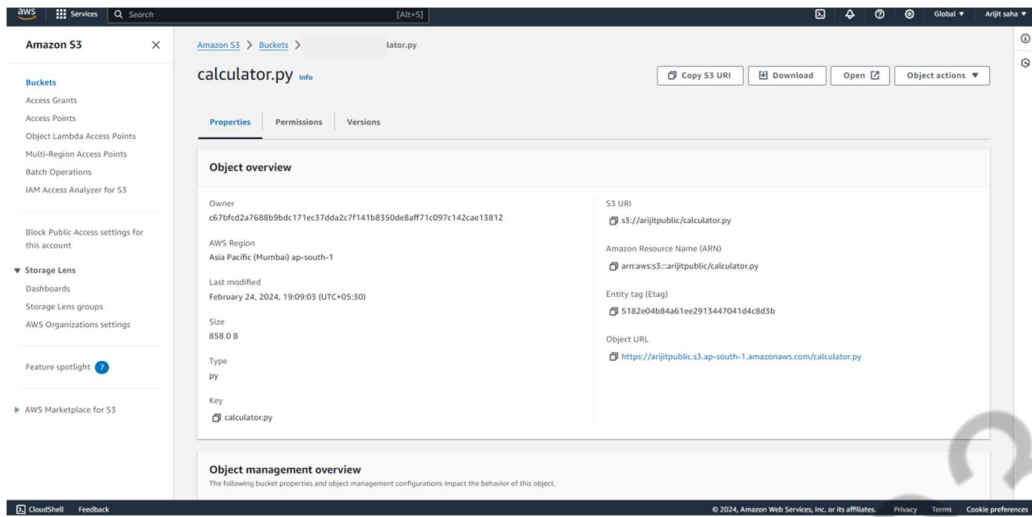 aws Services Search [Alt+S] Global Arijit saha
Amazon S3
Buckets
Access Grants
Access Points
Object Lambda Access Points
Multi-Region Access Points
Batch Operations
IAM Access Analyzer for S3
Block Public Access settings for
this account
Storage Lens
Dashboards
Storage Lens groups
AWS Organizations settings
Feature spotlight 7
AWS Marketplace for S3
Amazon S3 > Buckets > lator.py
calculator.py Info
Copy S3 URI Download Open Object actions
Properties Permissions Versions
Object overview
Owner
c67bfcd2a7688b9bdc171ec37dda2c7f141b8350de8aff71c097c142cae13812
AWS Region
Asia Pacific (Mumbai) ap-south-1
Last modified
February 24, 2024, 19:09:03 (UTC+05:30)
Size
858.0 B
Type
py
Key
calculator.py
S3 URI
s3://arijitpublic/calculator.py
Amazon Resource Name (ARN)
arn:aws:s3:::arijitpublic/calculator.py
Entity tag (Etag)
5182e04b84a61ee2913447041d4c8d3b
Object URL
https://arijitpublic.s3.ap-south-1.amazonaws.com/calculator.py
Object management overview
The following bucket properties and object management configurations impact the behavior of this object.
CloudShell Feedback © 2024, Amazon Web Services, Inc. or its affiliates. Privacy Terms Cookie preferences